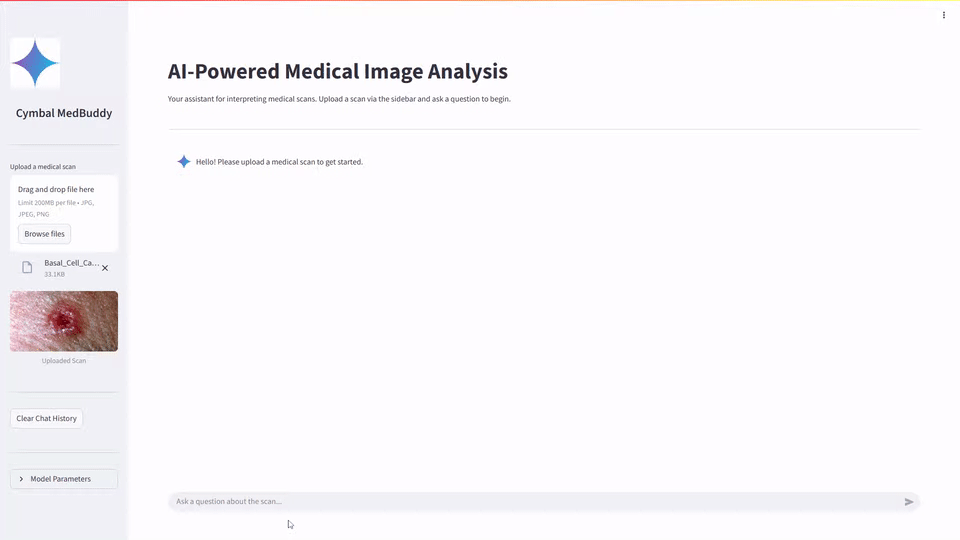 Cymbal MedBuddy
Upload a medical scan
Drag and drop file here
Limit 200MB per file • JPG,
JPEG, PNG
Browse files
Basal_Cell_Ca...
33.1KB
Uploaded Scan
Clear Chat History
Model Parameters
AI-Powered Medical Image Analysis
Your assistant for interpreting medical scans. Upload a scan via the sidebar and ask a question to begin.
Hello! Please upload a medical scan to get started.
Ask a question about the scan...